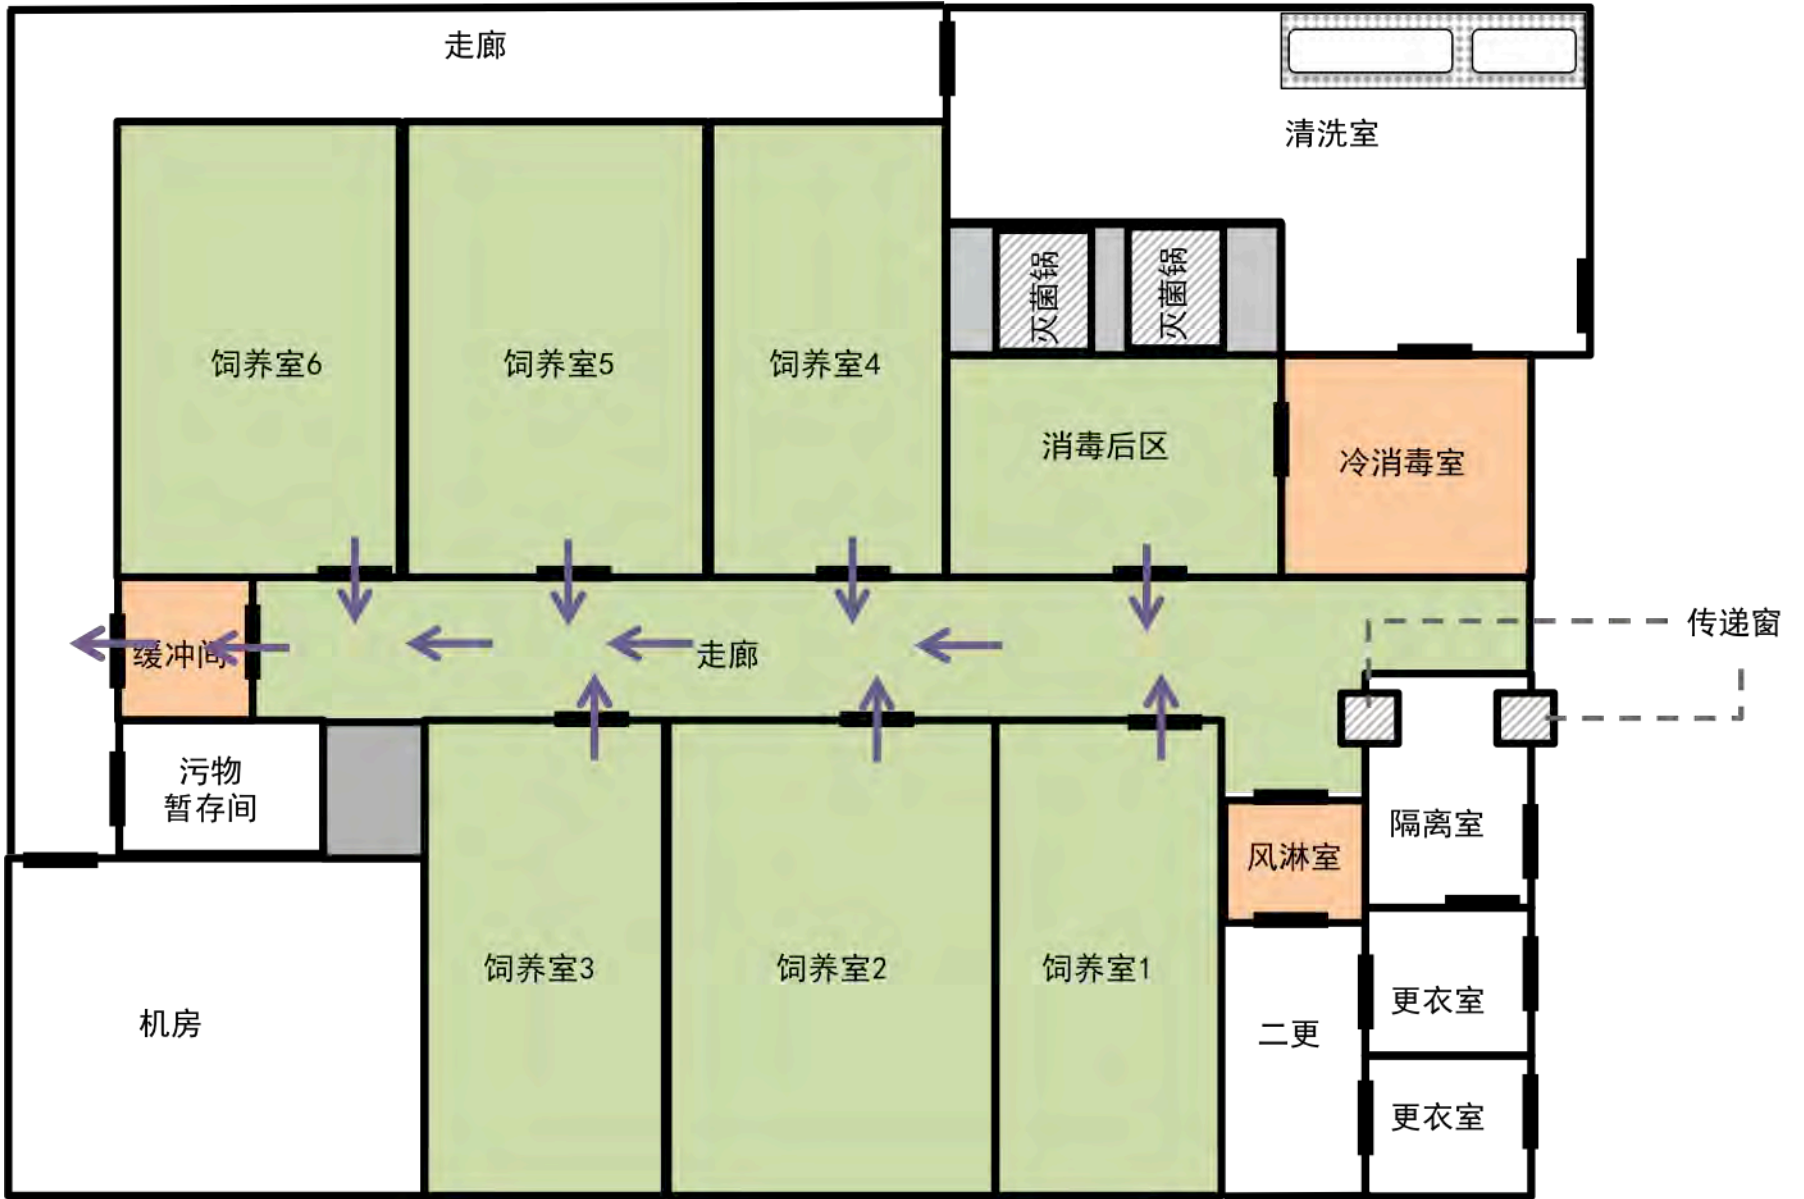 走廊
清洗室
灭菌锅
灭菌锅
饲养室6
饲养室5
饲养室4
消毒后区
冷消毒室
传递窗
缓冲间
走廊
污物
暂存间
隔离室
风淋室
饲养室3
饲养室2
饲养室1
更衣室
机房
二更
更衣室